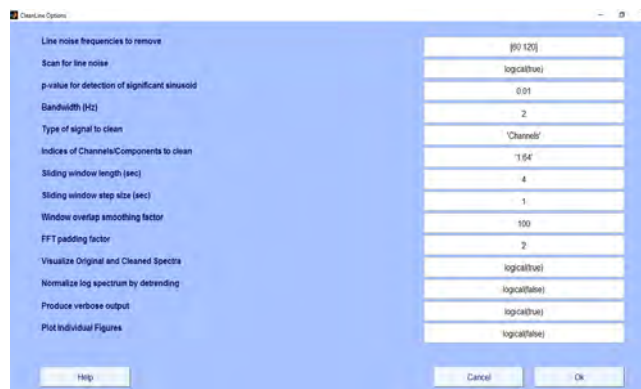 CleanLine Options
Line noise frequencies to remove [60 120]
Scan for line noise logical(true)
p-value for detection of significant sinusoid 0.01
Bandwidth (Hz) 2
Type of signal to clean 'Channels'
Indices of Channels/Components to clean '1:64'
Sliding window length (sec) 4
Sliding window step size (sec) 1
Window overlap smoothing factor 100
FFT padding factor 2
Visualize Original and Cleaned Spectra logical(true)
Normalize log spectrum by detrending logical(false)
Produce verbose output logical(true)
Plot Individual Figures logical(false)
Help Cancel Ok